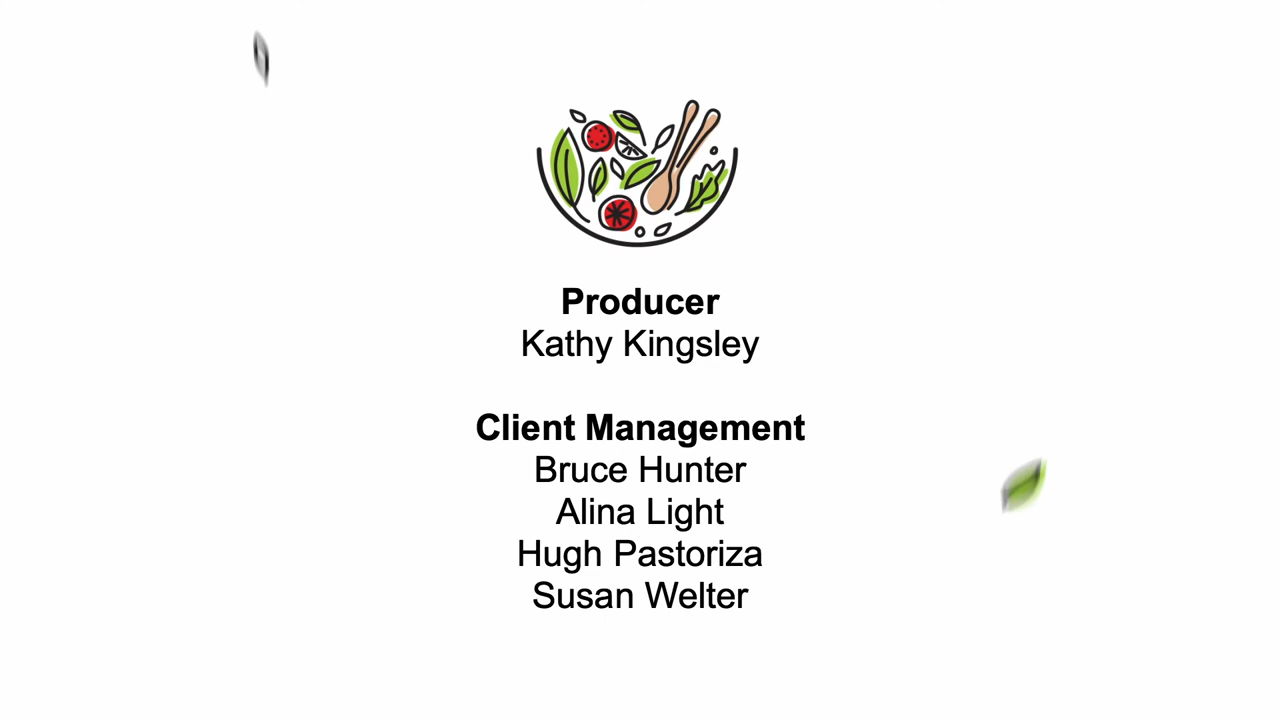 Producer
Kathy Kingsley
Client Management
Bruce Hunter
Alina Light
Hugh Pastoriza
Susan Welter